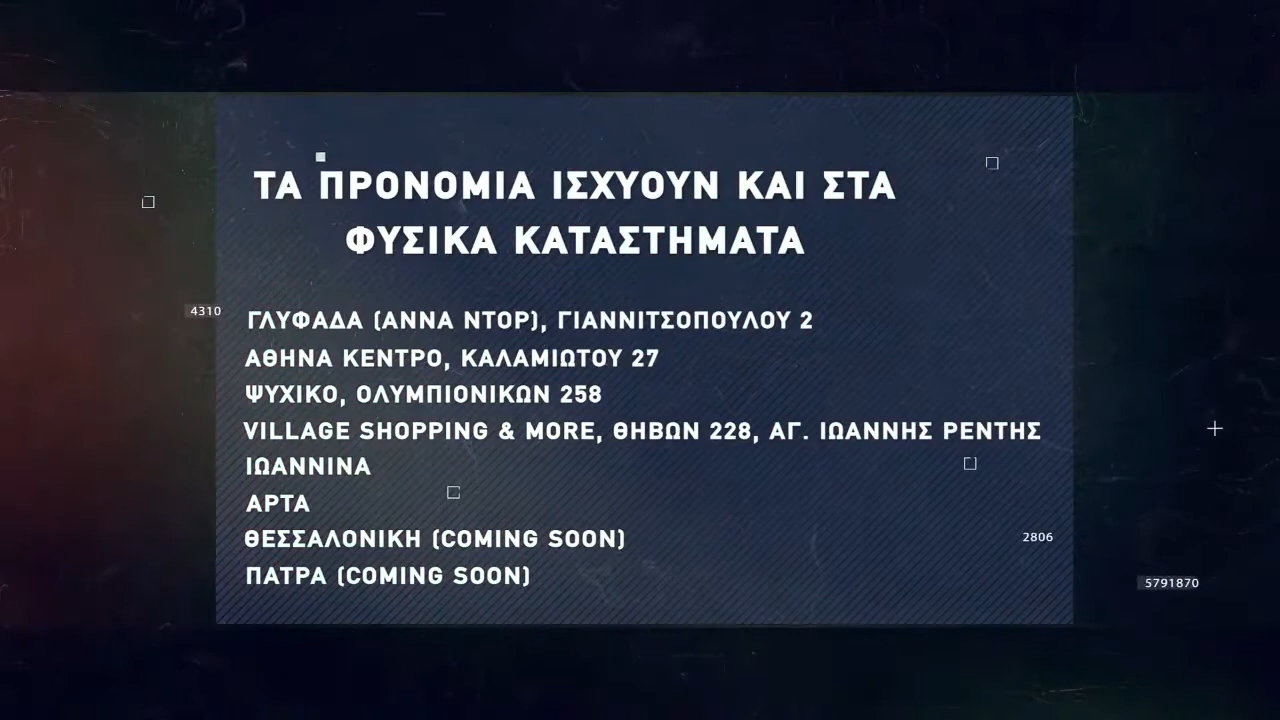 ΤΑ ΠΡΟΝΟΜΙΑ ΙΣΧΥΟΥΝ ΚΑΙ ΣΤΑ
ΦΥΣΙΚΑ ΚΑΤΑΣΤΗΜΑΤΑ
4310
ΓΛΥΦΑΔΑ (ΑΝΝΑ ΝΤΟΡ), ΓΙΑΝΝΙΤΣΟΠΟΥΛΟΥ 2
ΑΘΗΝΑ ΚΕΝΤΡΟ, ΚΑΛΑΜΙΩΤΟΥ 27
ΨΥΧΙΚΟ, ΟΛΥΜΠΙΟΝΙΚΩΝ 258
VILLAGE SHOPPING & MORE, ΘΗΒΩΝ 228, ΑΓ. ΙΩΑΝΝΗΣ ΡΕΝΤΗΣ
ΙΩΑΝΝΙΝΑ
ΑΡΤΑ
ΘΕΣΣΑΛΟΝΙΚΗ (COMING SOON)
2806
ΠΑΤΡΑ (COMING SOON)
5791870